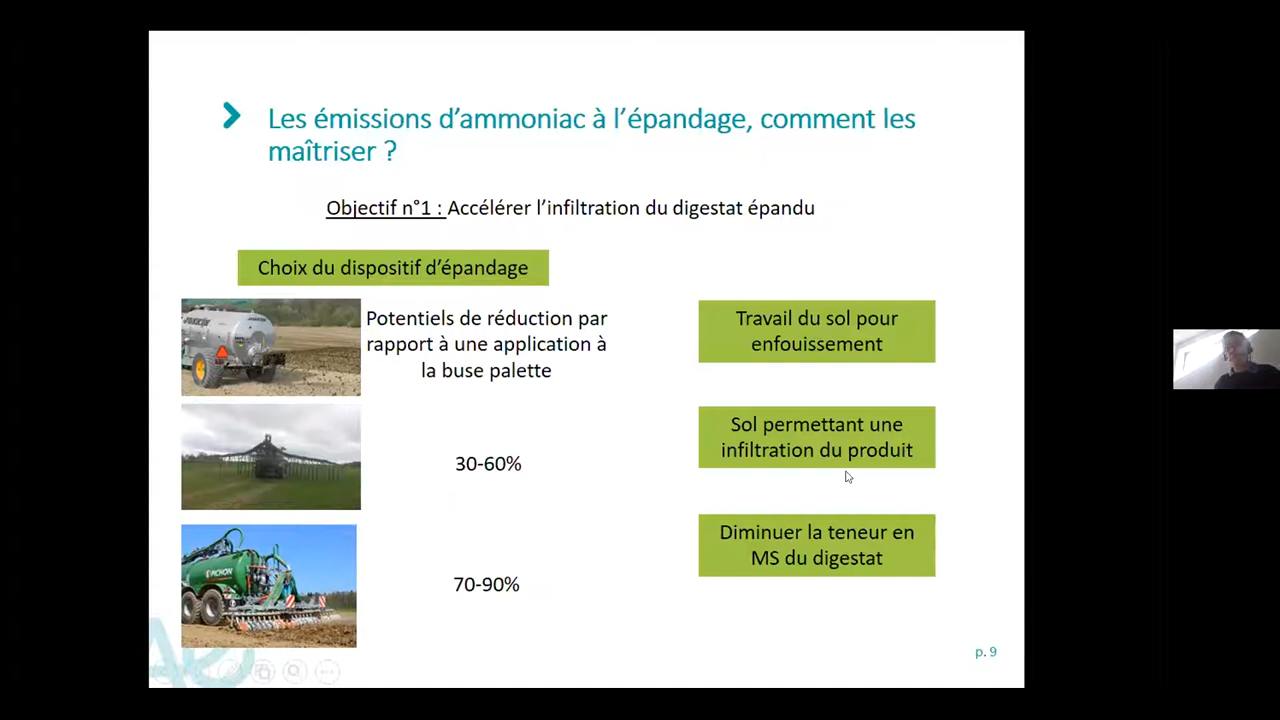 Les émissions d’ammoniac à l’épandage, comment les
maîtriser ?
Objectif n°1 : Accélérer l’infiltration du digestat épandu
Choix du dispositif d’épandage
Potentiels de réduction par
rapport à une application à
la buse palette
30-60%
70-90%
PICHON
Travail du sol pour
enfouissement
Sol permettant une
infiltration du produit
Diminuer la teneur en
MS du digestat
p. 9